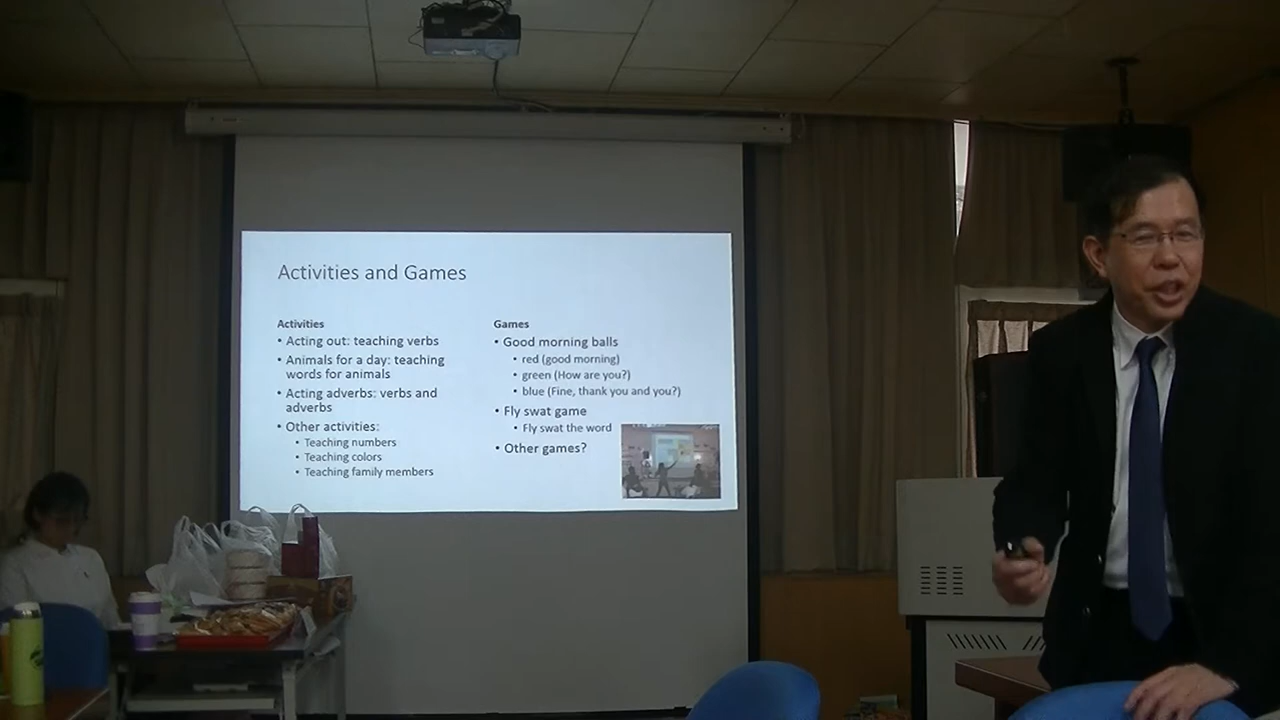 Activities and Games
Activities
• Acting out: teaching verbs
• Animals for a day: teaching
words for animals
• Acting adverbs: verbs and
adverbs
• Other activities:
• Teaching numbers
• Teaching colors
• Teaching family members
Games
• Good morning balls
• red (good morning)
• green (How are you?)
• blue (Fine, thank you and you?)
• Fly swat game
• Fly swat the word
• Other games?